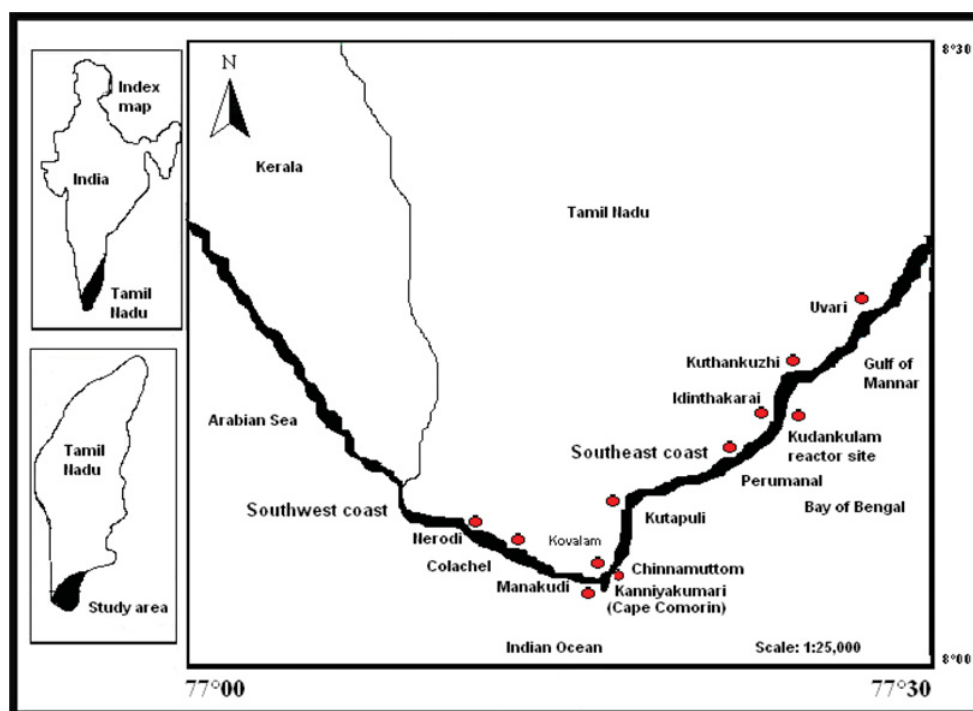 Index
map
India
Tamil
Nadu
Tamil
Nadu
Study area
N
8°30
Kerala
Tamil Nadu
Uvari
Kuthankuzhi
Gulf of
Mannar
Idinthakarai
Arabian Sea
Kudankulam
reactor site
Southeast coast
Perumanal
Southwest coast
Bay of Bengal
Kutapuli
Nerodi
Kovalam
Colachel
Chinnamuttom
Manakudi
Kanniyakumari
(Cape Comorin)
Indian Ocean
Scale: 1:25,000
8°00
77°00
77°30